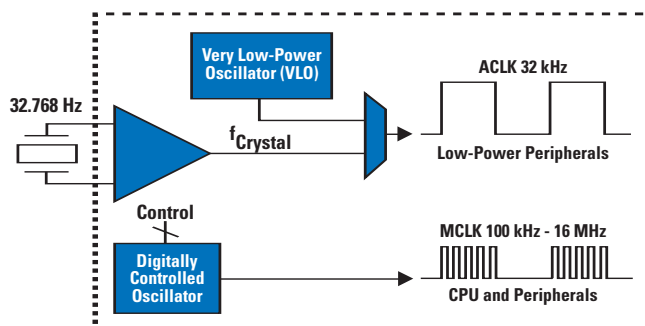 Very Low-Power
Oscillator (VLO)
ACLK 32 kHz
32.768 Hz
fCrystal
Low-Power Peripherals
Control
MCLK 100 kHz - 16 MHz
Digitally
Controlled
Oscillator
CPU and Peripherals